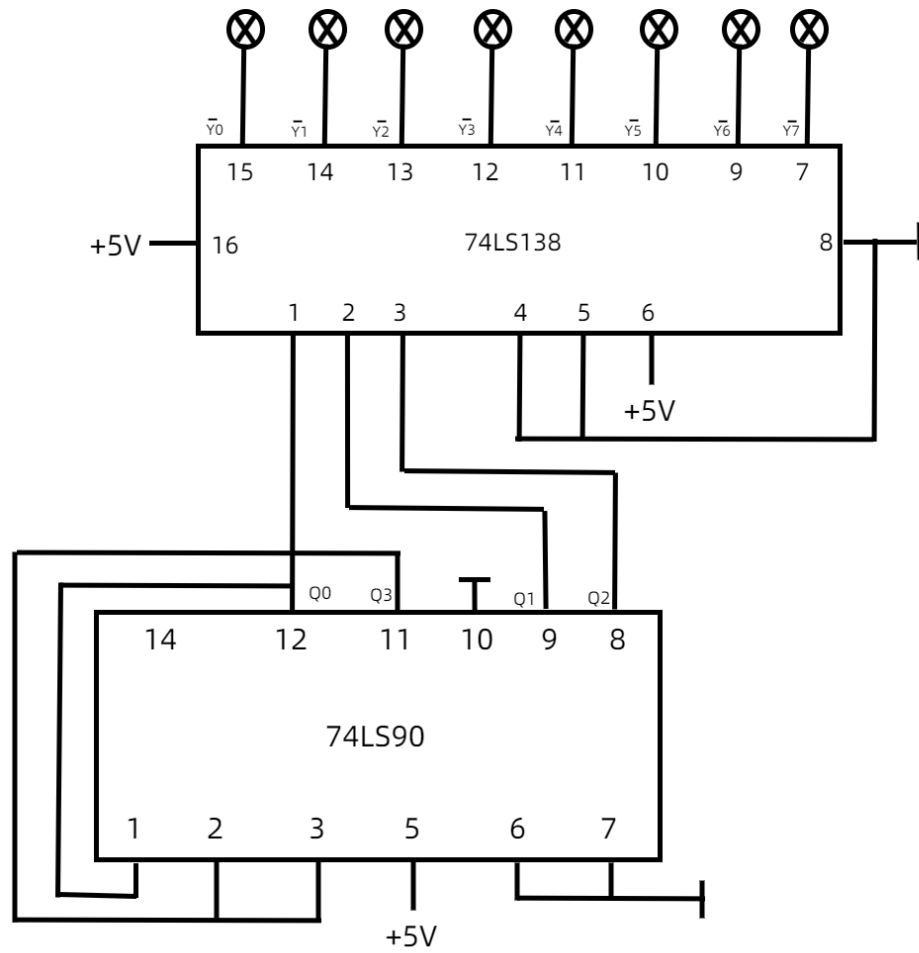 Y̅0 Y̅1 Y̅2 Y̅3 Y̅4 Y̅5 Y̅6 Y̅7
15 14 13 12 11 10 9 7
+5V 16 74LS138 8
1 2 3 4 5 6
+5V
Q0 Q3 Q1 Q2
14 12 11 10 9 8
74LS90
1 2 3 5 6 7
+5V